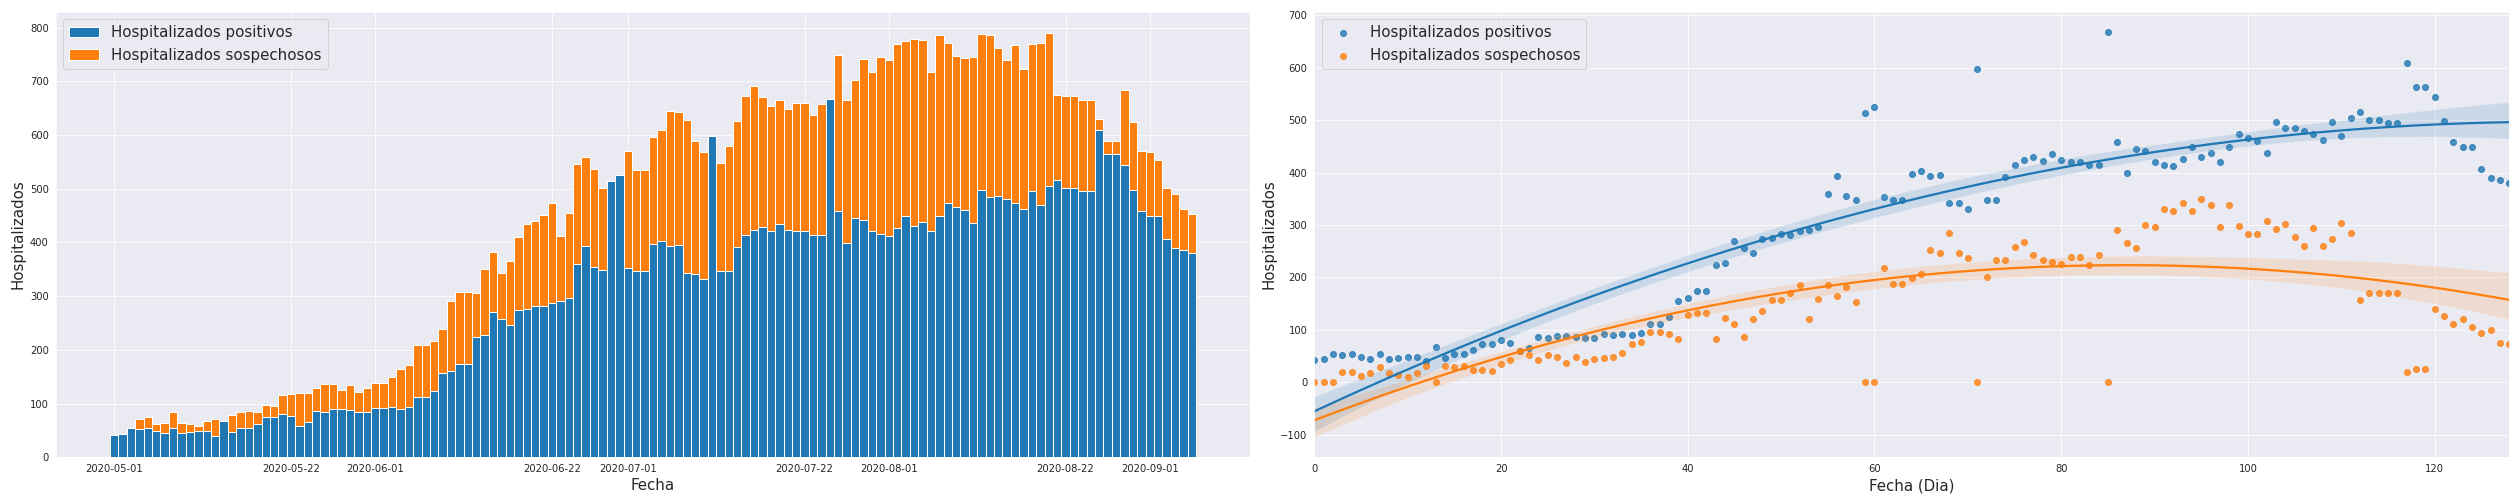 Hospitalizados positivos
Hospitalizados sospechosos
Hospitalizados
800
700
600
500
400
300
200
100
0
2020-05-01 2020-05-22 2020-06-01 2020-06-22 2020-07-01 2020-07-22 2020-08-01 2020-08-22 2020-09-01
Fecha
Hospitalizados positivos
Hospitalizados sospechosos
Hospitalizados
700
600
500
400
300
200
100
0
−100
0 20 40 60 80 100 120
Fecha (Dia)